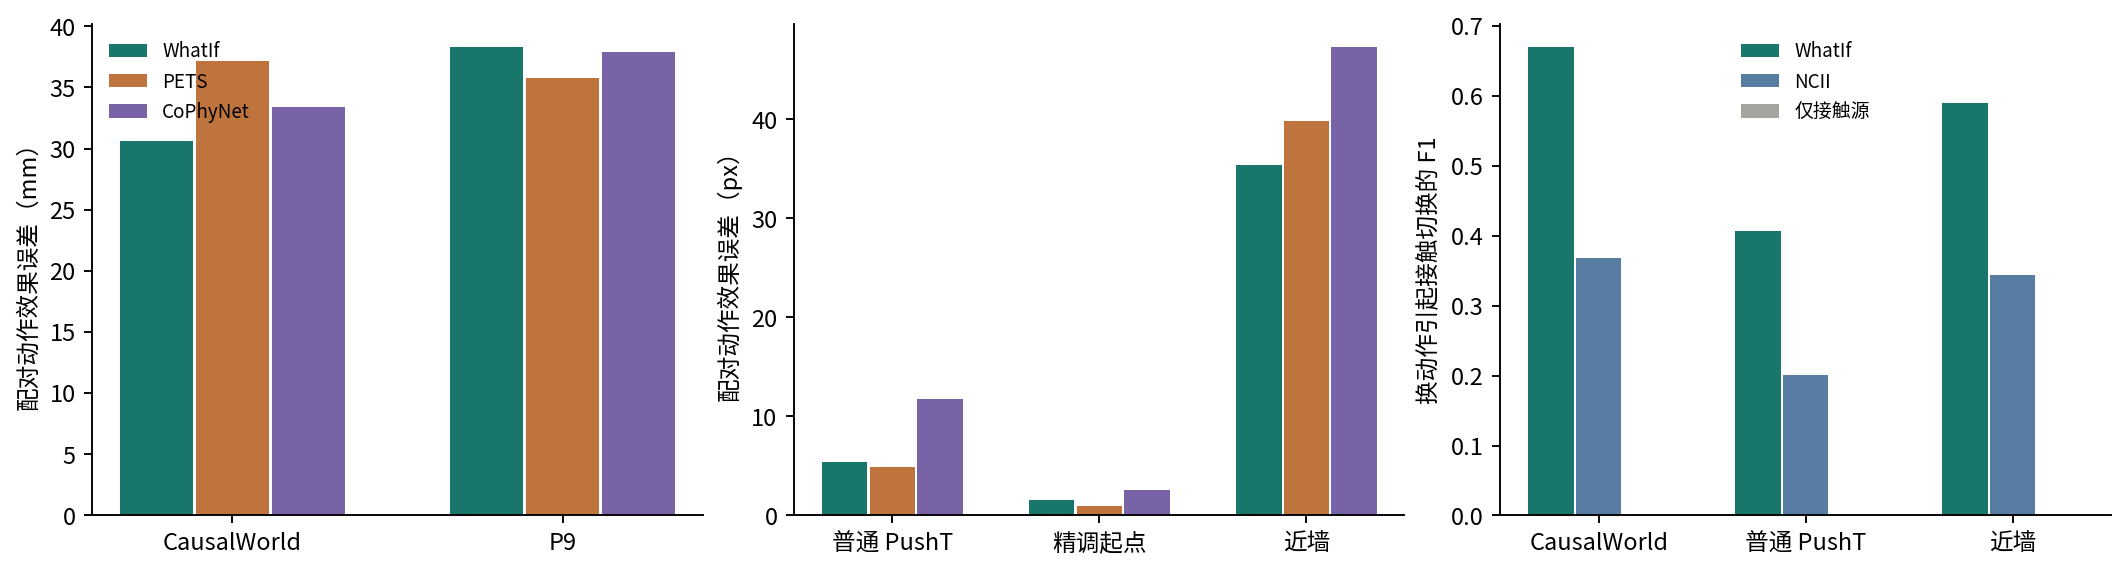 配对动作效果误差（mm）
40
35
30
25
20
15
10
5
0
WhatIf
PETS
CoPhyNet
CausalWorld
P9
配对动作效果误差（px）
40
30
20
10
0
普通 PushT
精调起点
近墙
换动作引起接触切换的 F1
0.7
0.6
0.5
0.4
0.3
0.2
0.1
0.0
WhatIf
NCII
仅接触源
CausalWorld
普通 PushT
近墙